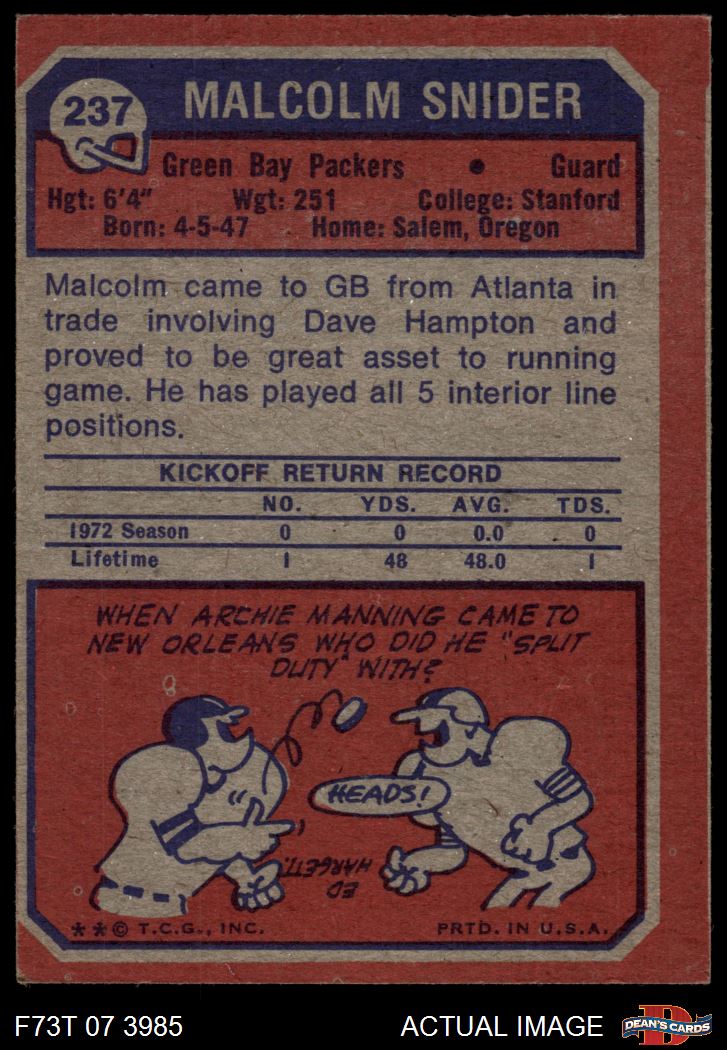 237
MALCOLM SNIDER
Green Bay Packers • Guard
Hgt: 6'4" Wgt: 251 College: Stanford
Born: 4-5-47 Home: Salem, Oregon
Malcolm came to GB from Atlanta in
trade involving Dave Hampton and
proved to be great asset to running
game. He has played all 5 interior line
positions.
KICKOFF RETURN RECORD
NO. YDS. AVG. TDS.
1972 Season 0 0 0.0 0
Lifetime 1 48 48.0 1
WHEN ARCHIE MANNING CAME TO
NEW ORLEANS WHO DID HE "SPLIT
DUTY" WITH?
HEADS!
ED
HARGETT.
**© T.C.G., INC. PRTD. IN U.S.A.
F73T 07 3985 ACTUAL IMAGE
D
DEAN'S CARDS